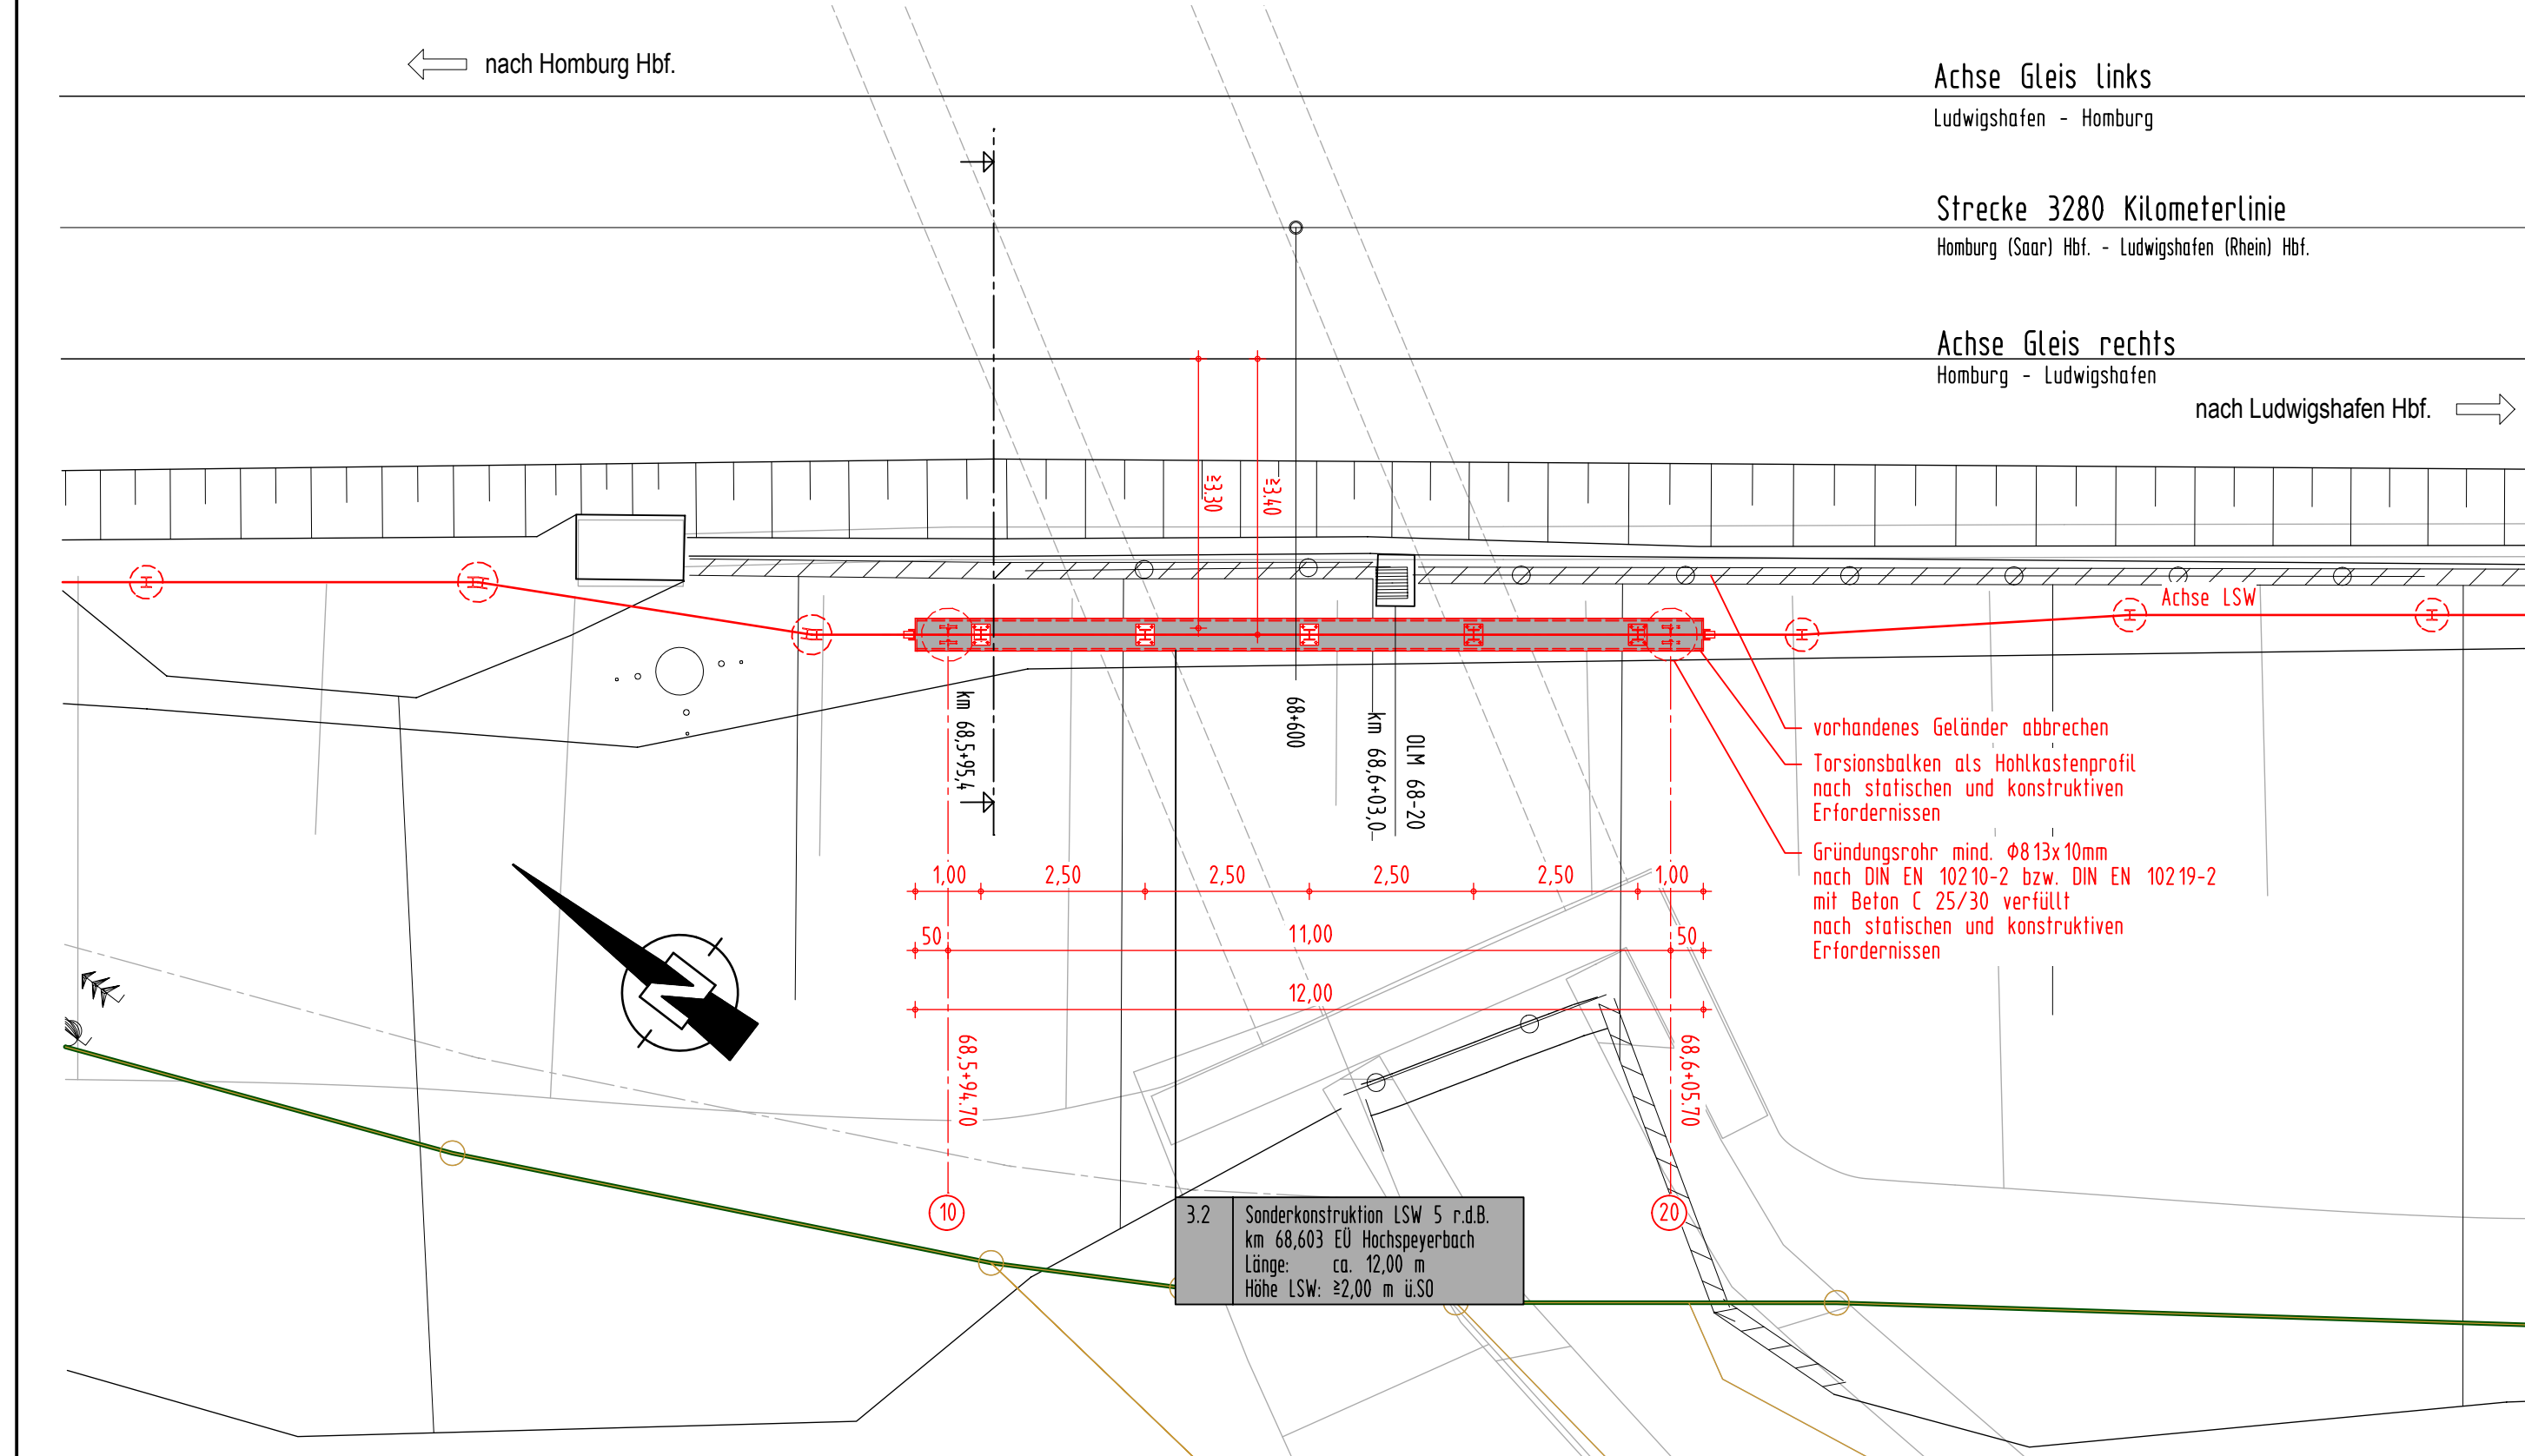 nach Homburg Hbf.
Achse Gleis links
Ludwigshafen - Homburg
Strecke 3280 Kilometerlinie
Homburg (Saar) Hbf. - Ludwigshafen (Rhein) Hbf.
Achse Gleis rechts
Homburg - Ludwigshafen
nach Ludwigshafen Hbf.
≥3.30
≥3.40
Achse LSW
km 68,5+95,4
68+600
km 68,6+03,0
OLM 68-20
vorhandenes Geländer abbrechen
Torsionsbalken als Hohlkastenprofil
nach statischen und konstruktiven
Erfordernissen
Gründungsrohr mind. Φ813x10mm
nach DIN EN 10210-2 bzw. DIN EN 10219-2
mit Beton C 25/30 verfüllt
nach statischen und konstruktiven
Erfordernissen
1,00 2,50 2,50 2,50 2,50 1,00
50 11,00 50
12,00
68,5+94.70
68,6+05.70
N
10
20
3.2 Sonderkonstruktion LSW 5 r.d.B.
km 68,603 EÜ Hochspeyerbach
Länge: ca. 12,00 m
Höhe LSW: ≥2,00 m ü.SO